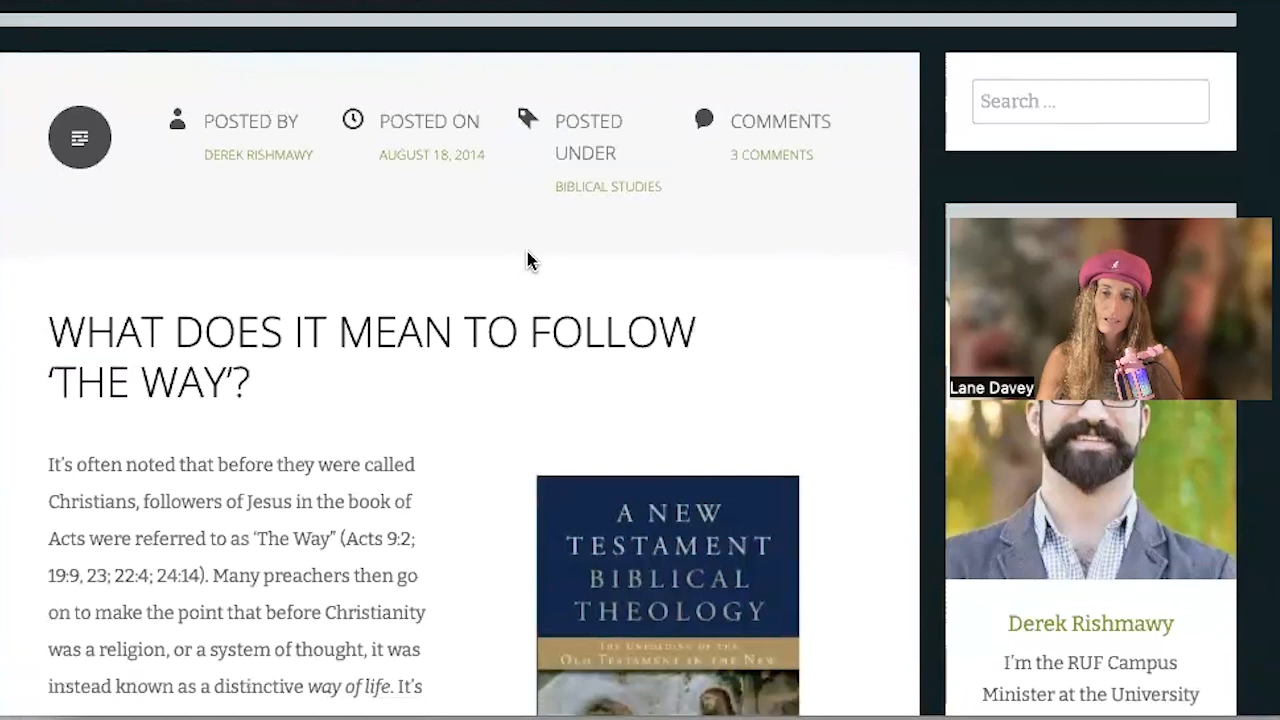 POSTED BY
DEREK RISHMAWY
POSTED ON
AUGUST 18, 2014
POSTED
UNDER
BIBLICAL STUDIES
COMMENTS
3 COMMENTS
Search ...
WHAT DOES IT MEAN TO FOLLOW
‘THE WAY’?
It’s often noted that before they were called
Christians, followers of Jesus in the book of
Acts were referred to as ‘The Way” (Acts 9:2;
19:9, 23; 22:4; 24:14). Many preachers then go
on to make the point that before Christianity
was a religion, or a system of thought, it was
instead known as a distinctive way of life. It’s
A NEW
TESTAMENT
BIBLICAL
THEOLOGY
THE UNFOLDING OF THE
OLD TESTAMENT IN THE NEW
Lane Davey
Derek Rishmawy
I’m the RUF Campus
Minister at the University